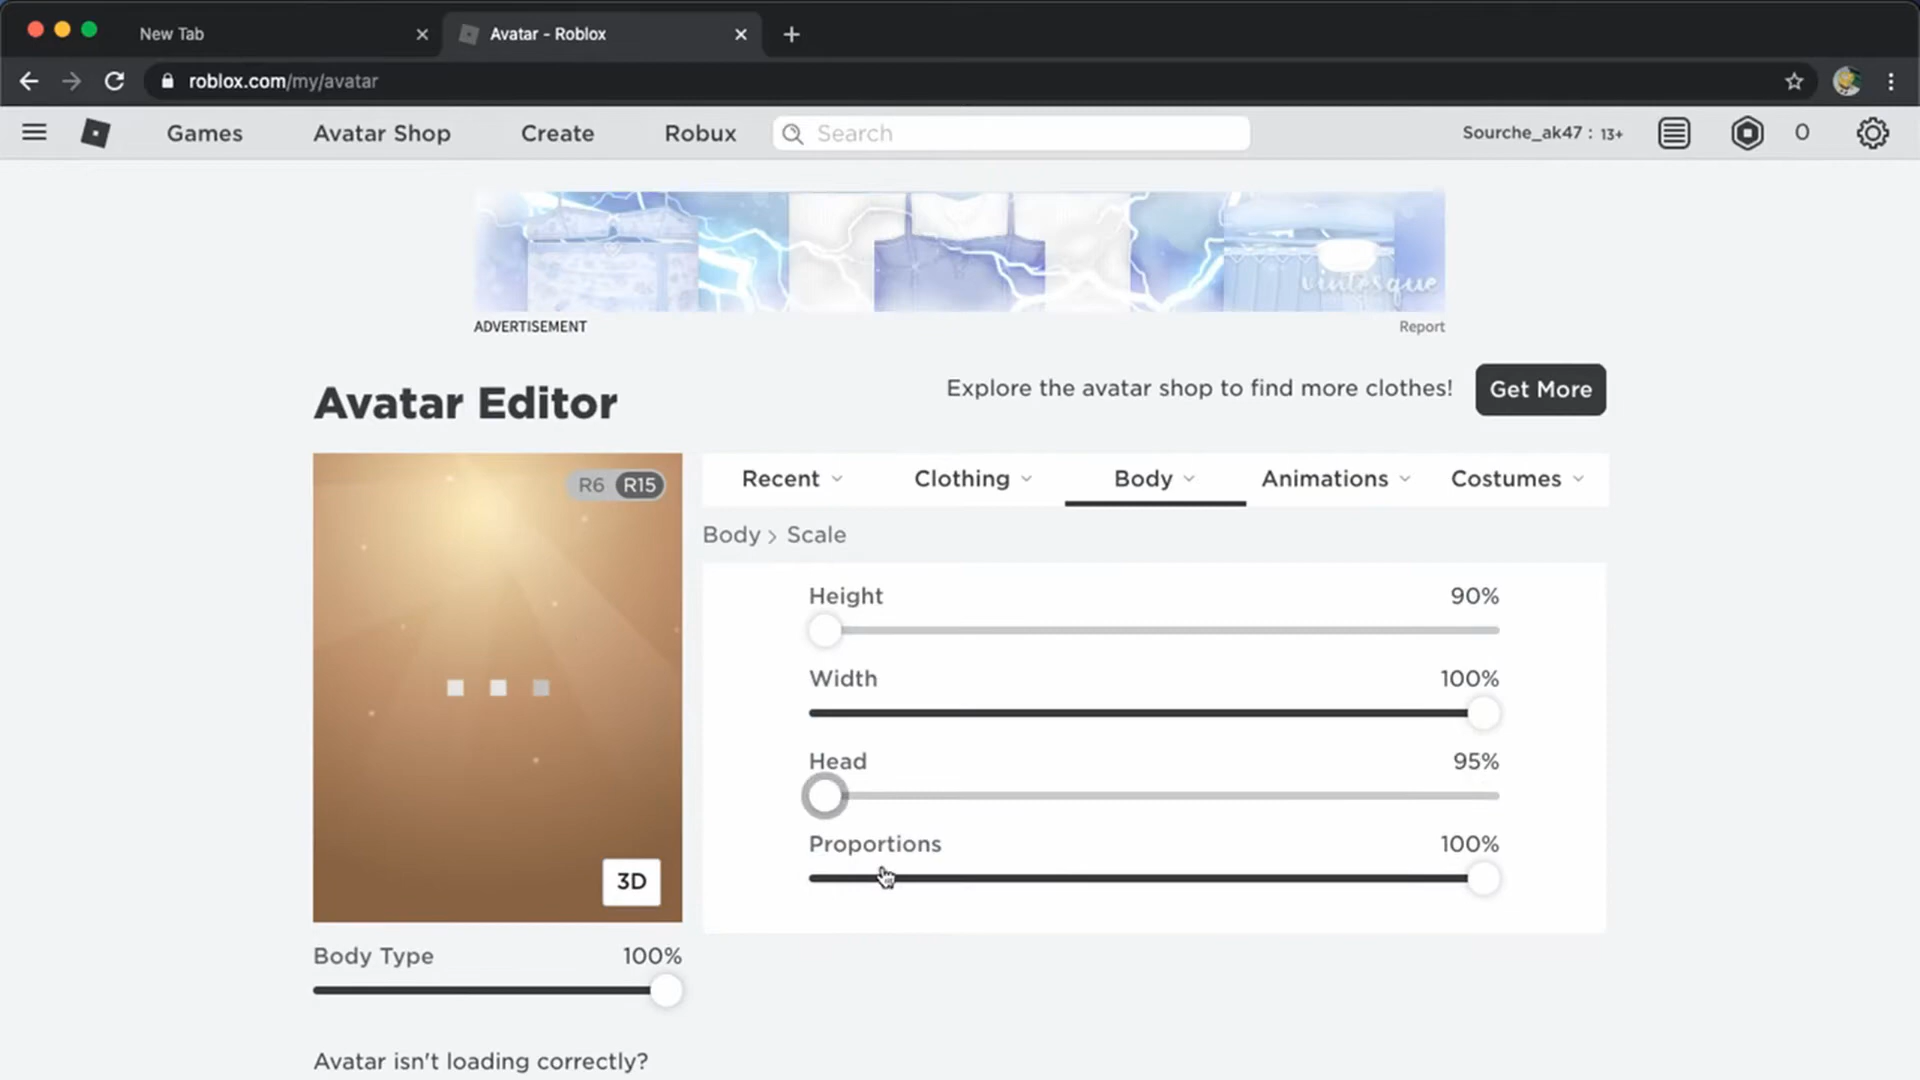 New Tab
Avatar - Roblox
roblox.com/my/avatar
Games
Avatar Shop
Create
Robux
Search
Sourche_ak47 : 13+
0
vintesque
ADVERTISEMENT
Report
Avatar Editor
Explore the avatar shop to find more clothes!
Get More
R6 R15
Recent
Clothing
Body
Animations
Costumes
Body > Scale
Height 90%
Width 100%
Head 95%
Proportions 100%
3D
Body Type 100%
Avatar isn't loading correctly?